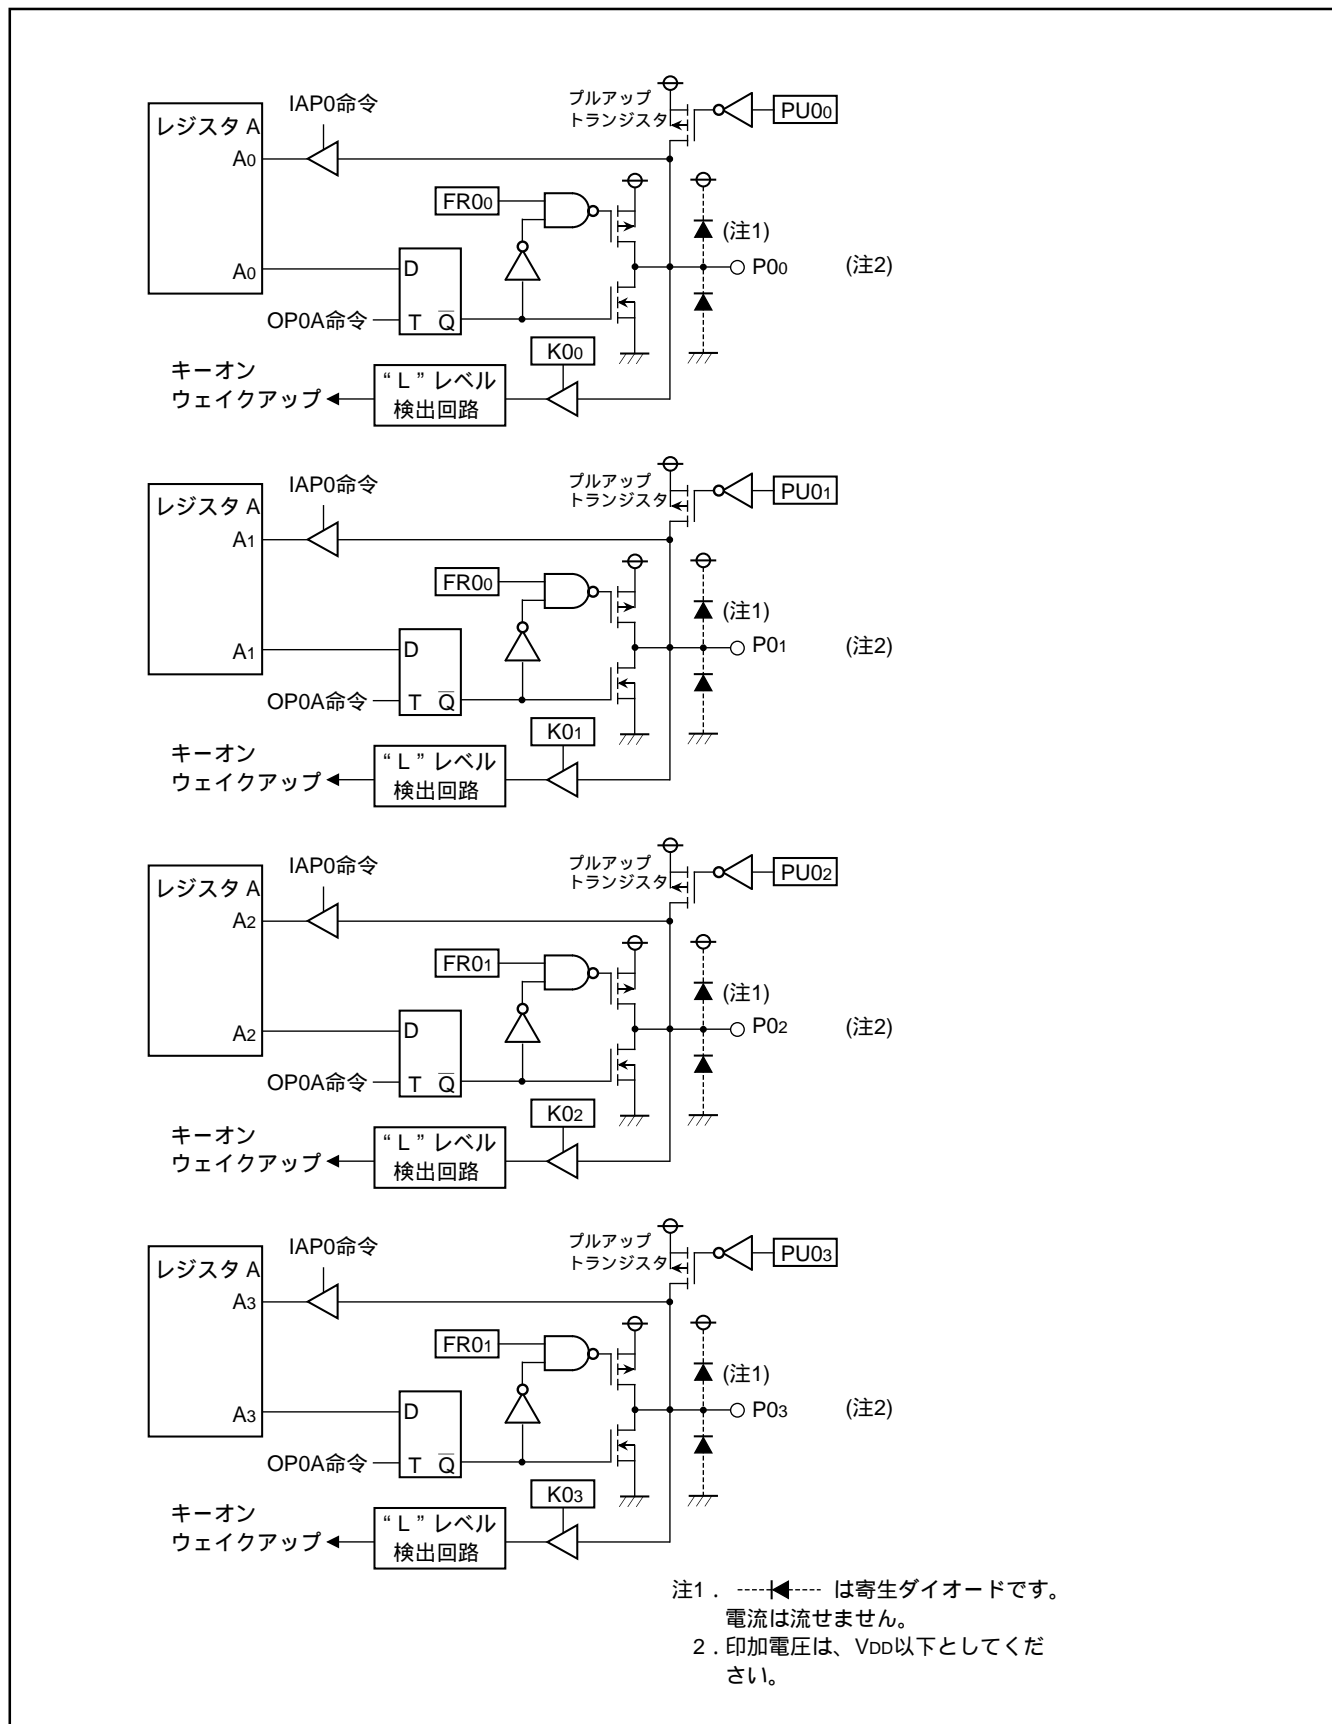 IAP0命令
プルアップ
トランジスタ
PU00
レジスタ A
A0
FR00
(注1)
A0
D
P00
(注2)
OP0A命令
T Q̅
K00
キーオン
ウェイクアップ
“L”レベル
検出回路
IAP0命令
プルアップ
トランジスタ
PU01
レジスタ A
A1
FR00
(注1)
A1
D
P01
(注2)
OP0A命令
T Q̅
K01
キーオン
ウェイクアップ
“L”レベル
検出回路
IAP0命令
プルアップ
トランジスタ
PU02
レジスタ A
A2
FR01
(注1)
A2
D
P02
(注2)
OP0A命令
T Q̅
K02
キーオン
ウェイクアップ
“L”レベル
検出回路
IAP0命令
プルアップ
トランジスタ
PU03
レジスタ A
A3
FR01
(注1)
A3
D
P03
(注2)
OP0A命令
T Q̅
K03
キーオン
ウェイクアップ
“L”レベル
検出回路
注1． は寄生ダイオードです。
電流は流せません。
2．印加電圧は、VDD以下としてくだ
さい。